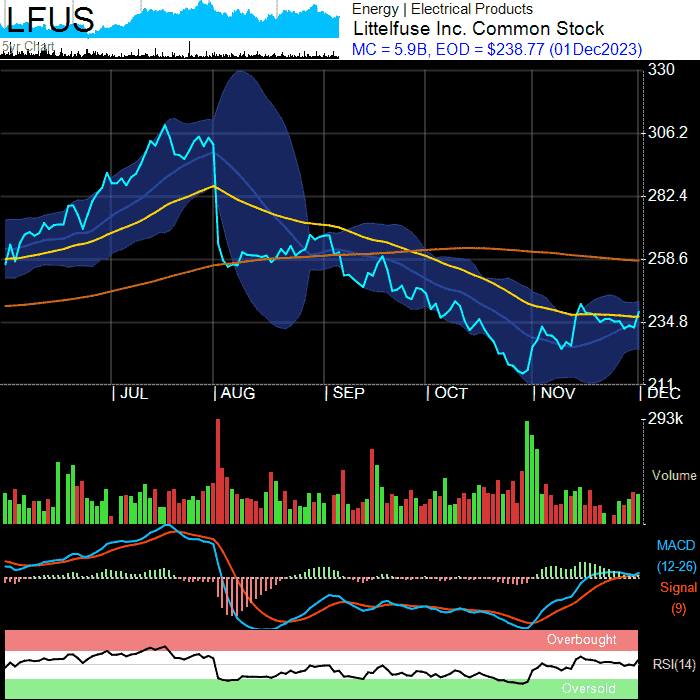 LFUS
5yr Chart
Energy | Electrical Products
Littelfuse Inc. Common Stock
MC = 5.9B, EOD = $238.77 (01Dec2023)
330
306.2
282.4
258.6
234.8
211
JUL AUG SEP OCT NOV DEC
293k
Volume
MACD
(12-26)
Signal
(9)
Overbought
RSI(14)
Oversold